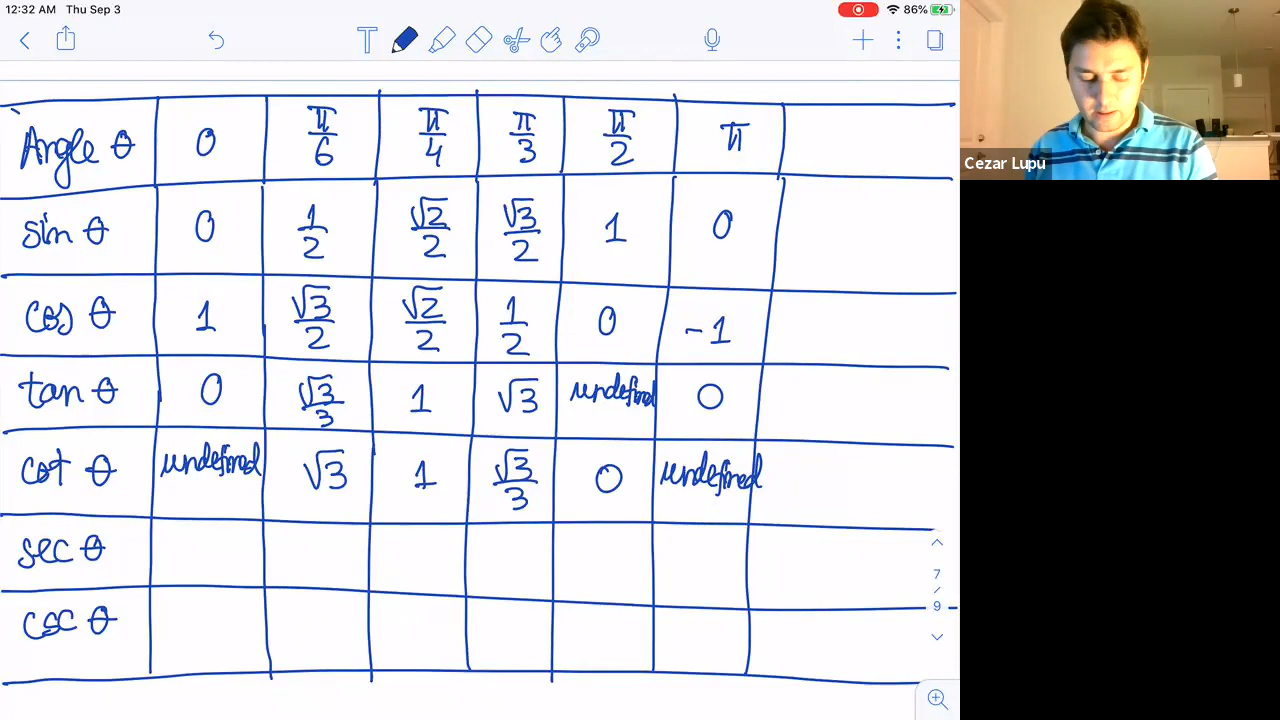 12:32 AM Thu Sep 3
86%
Cezar Lupu
Angle θ 0 π/6 π/4 π/3 π/2 π
sin θ 0 1/2 √2/2 √3/2 1 0
cos θ 1 √3/2 √2/2 1/2 0 -1
tan θ 0 √3/3 1 √3 undefined 0
cot θ undefined √3 1 √3/3 0 undefined
sec θ
csc θ
7
/
9